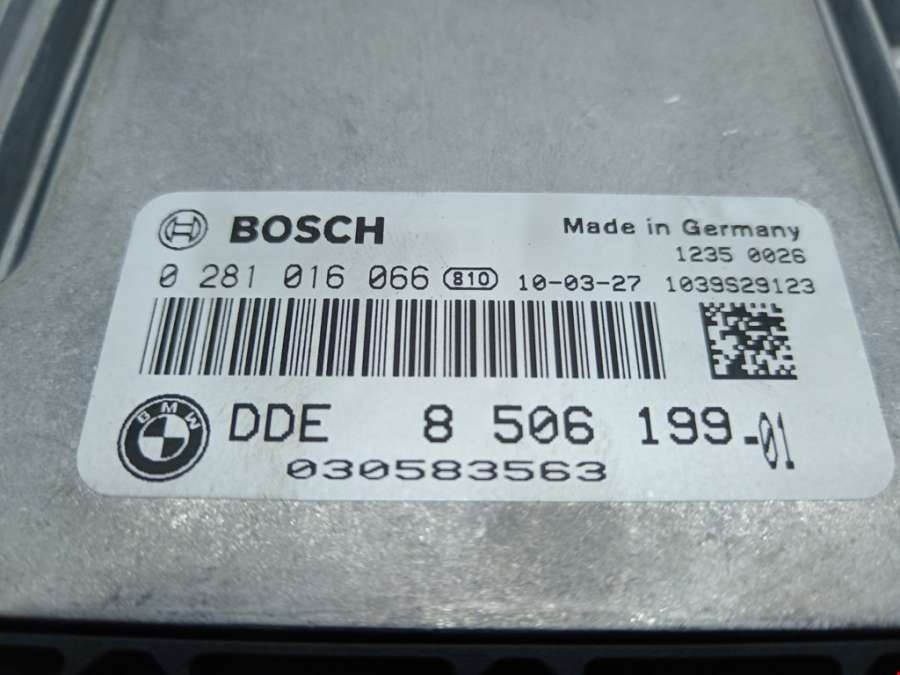 BOSCH Made in Germany
1235 0026
0 281 016 066 810 10-03-27 1039S29123
BMW DDE 8 506 199-01
030583563